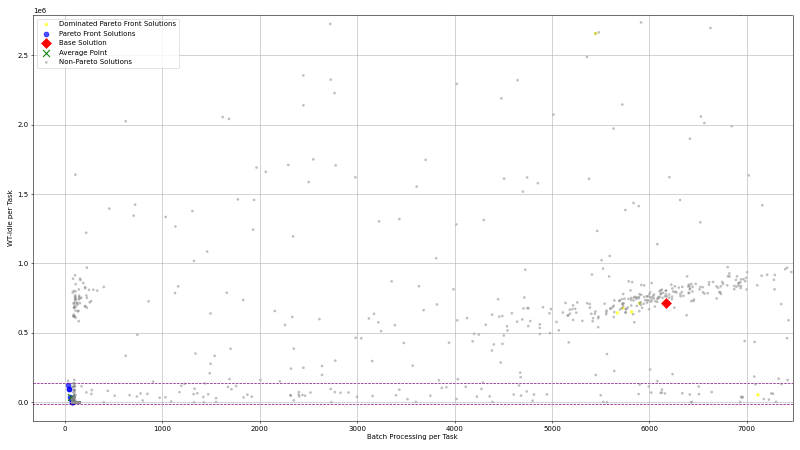 1e6
Dominated Pareto Front Solutions
Pareto Front Solutions
Base Solution
Average Point
Non-Pareto Solutions
2.5
2.0
1.5
1.0
0.5
0.0
WT-Idle per Task
0 1000 2000 3000 4000 5000 6000 7000
Batch Processing per Task